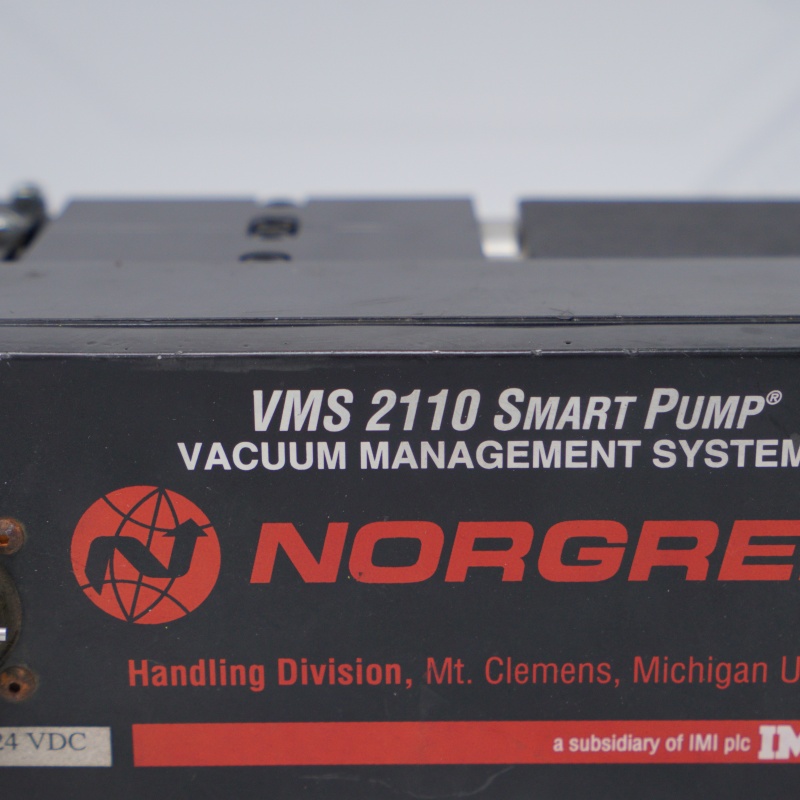 VMS 2110 SMART PUMP®
VACUUM MANAGEMENT SYSTEM
NORGRE
Handling Division, Mt. Clemens, Michigan U
24 VDC
a subsidiary of IMI plc IM